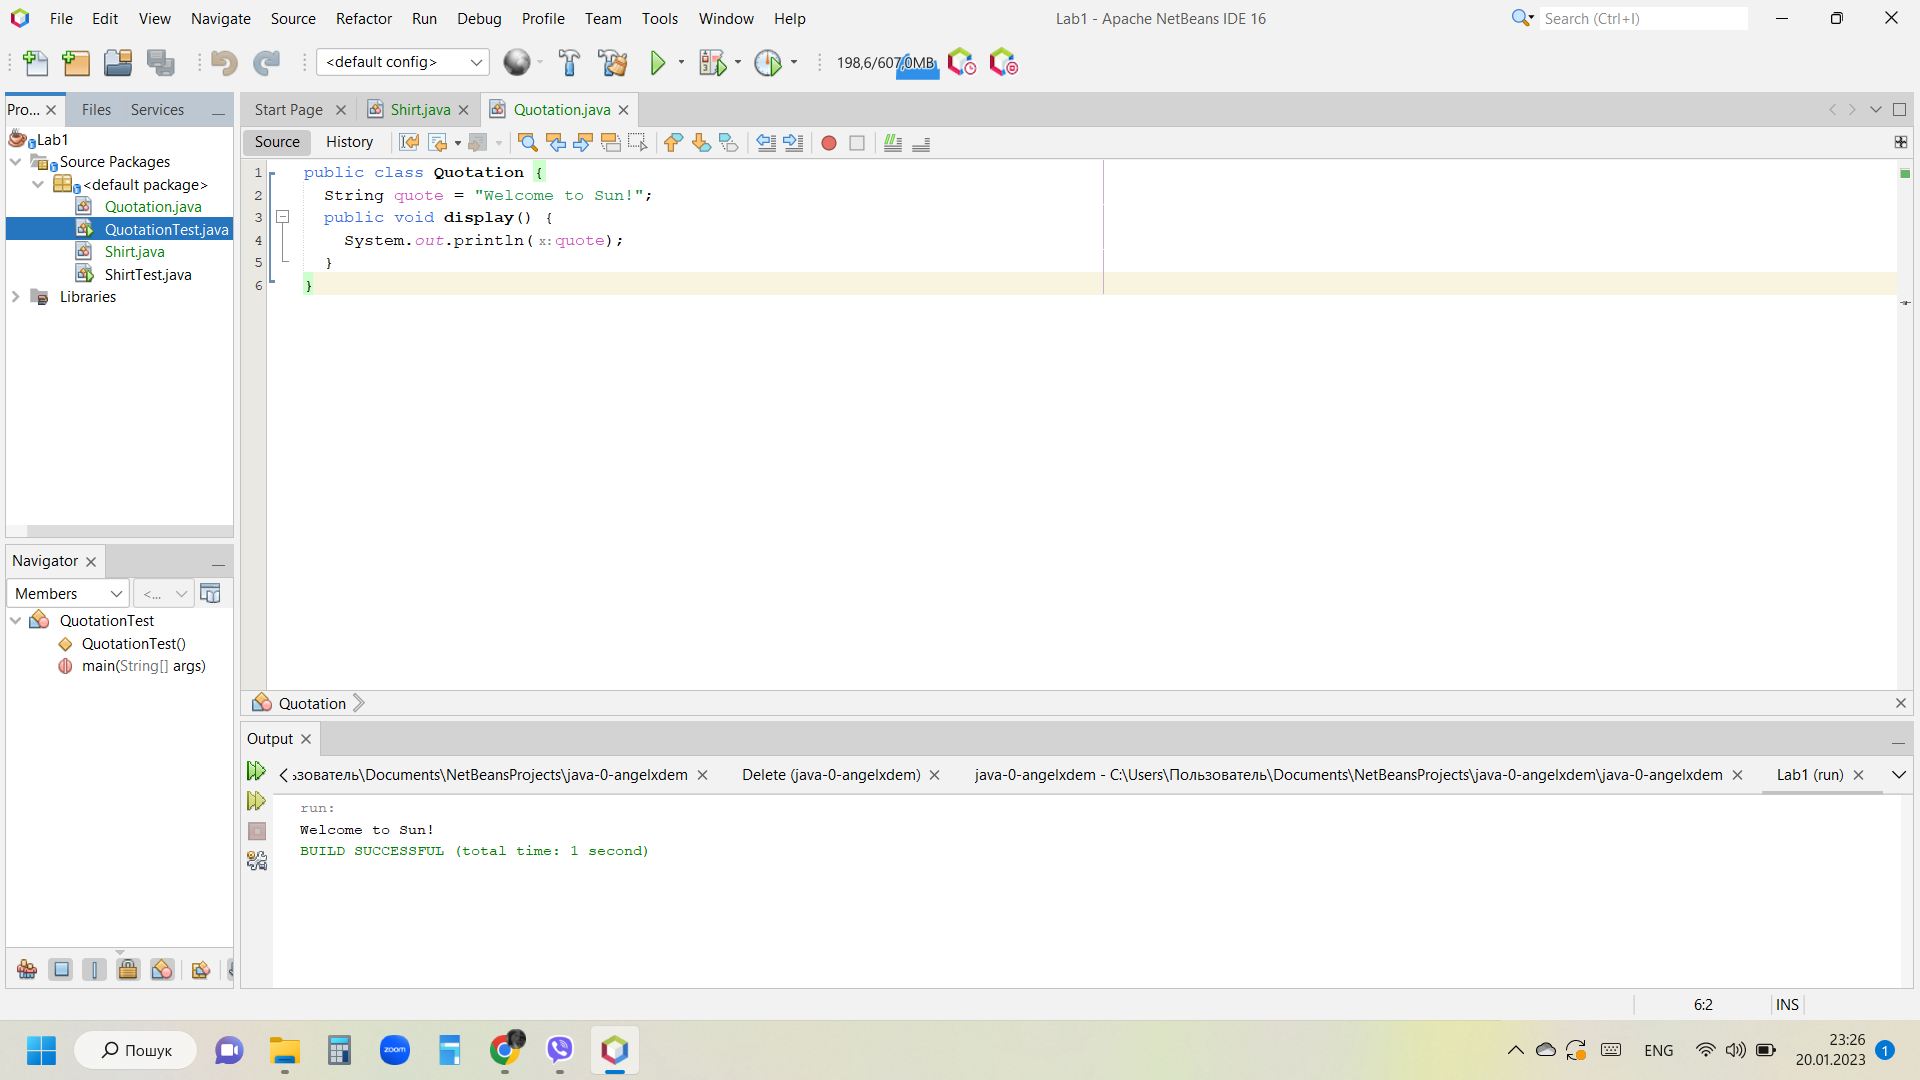 File Edit View Navigate Source Refactor Run Debug Profile Team Tools Window Help
Lab1 - Apache NetBeans IDE 16
Search (Ctrl+I)
<default config>
198,6/607,0MB
Pro... Files Services
Start Page Shirt.java Quotation.java
Source History
Lab1
Source Packages
<default package>
Quotation.java
QuotationTest.java
Shirt.java
ShirtTest.java
Libraries
1 public class Quotation {
2 String quote = "Welcome to Sun!";
3 public void display() {
4 System.out.println( x: quote);
5 }
6 }
Navigator
Members <...
QuotationTest
QuotationTest()
main(String[] args)
Quotation
Output
ьзователь\Documents\NetBeansProjects\java-0-angelxdem Delete (java-0-angelxdem) java-0-angelxdem - C:\Users\Пользователь\Documents\NetBeansProjects\java-0-angelxdem\java-0-angelxdem Lab1 (run)
run:
Welcome to Sun!
BUILD SUCCESSFUL (total time: 1 second)
6:2 INS
Пошук
zoom
ENG
23:26
20.01.2023
1